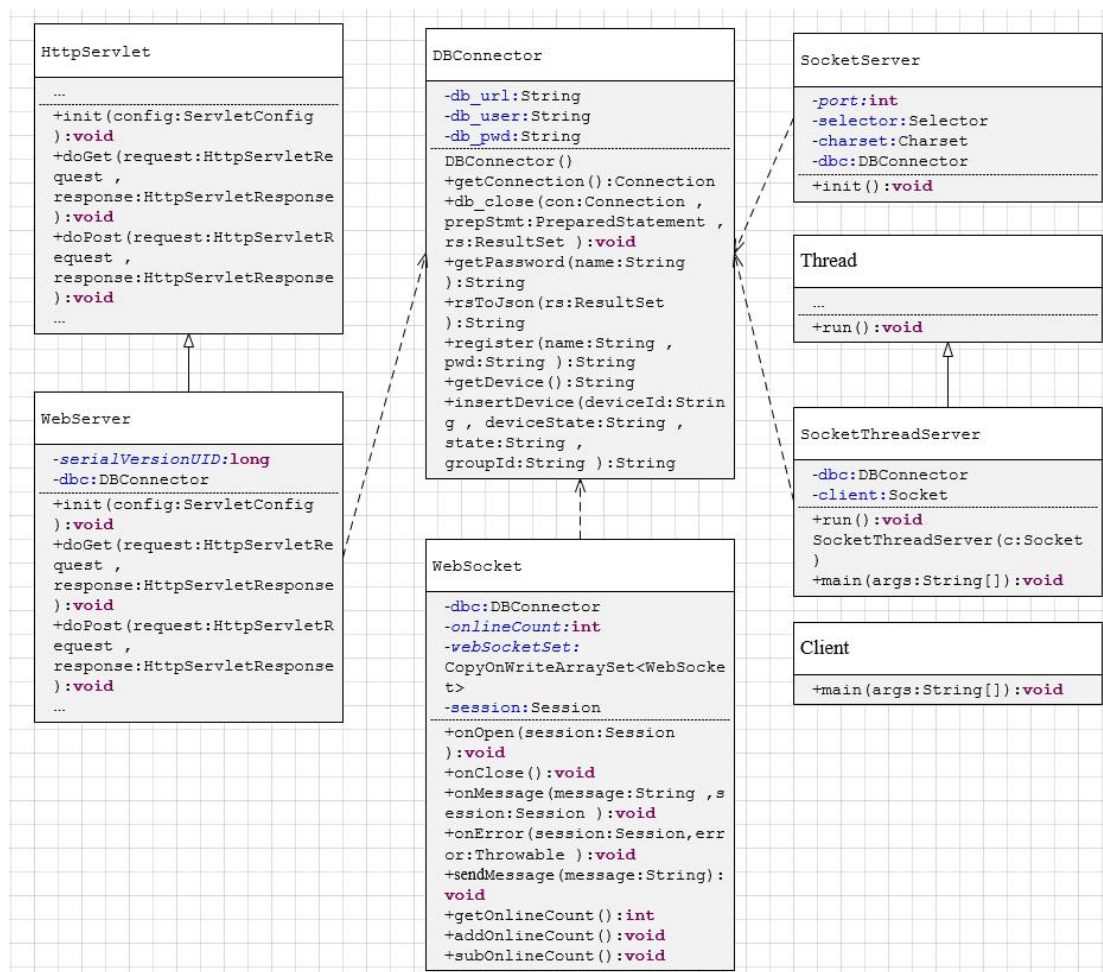 HttpServlet
...
+init(config:ServletConfig
):void
+doGet(request:HttpServletRe
quest ,
response:HttpServletResponse
):void
+doPost(request:HttpServletR
equest ,
response:HttpServletResponse
):void
...
WebServer
-serialVersionUID:long
-dbc:DBConnector
+init(config:ServletConfig
):void
+doGet(request:HttpServletRe
quest ,
response:HttpServletResponse
):void
+doPost(request:HttpServletR
equest ,
response:HttpServletResponse
):void
...
DBConnector
-db_url:String
-db_user:String
-db_pwd:String
DBConnector()
+getConnection():Connection
+db_close(con:Connection ,
prepStmt:PreparedStatement ,
rs:ResultSet ):void
+getPassword(name:String
):String
+rsToJson(rs:ResultSet
):String
+register(name:String ,
pwd:String ):String
+getDevice():String
+insertDevice(deviceId:Strin
g , deviceState:String ,
state:String ,
groupId:String ):String
WebSocket
-dbc:DBConnector
-onlineCount:int
-webSocketSet:
CopyOnWriteArraySet<WebSocke
t>
-session:Session
+onOpen(session:Session
):void
+onClose():void
+onMessage(message:String ,s
ession:Session ):void
+onError(session:Session,err
or:Throwable ):void
+sendMessage(message:String):
void
+getOnlineCount():int
+addOnlineCount():void
+subOnlineCount():void
SocketServer
-port:int
-selector:Selector
-charset:Charset
-dbc:DBConnector
+init():void
Thread
...
+run():void
SocketThreadServer
-dbc:DBConnector
-client:Socket
+run():void
SocketThreadServer(c:Socket
)
+main(args:String[]):void
Client
+main(args:String[]):void